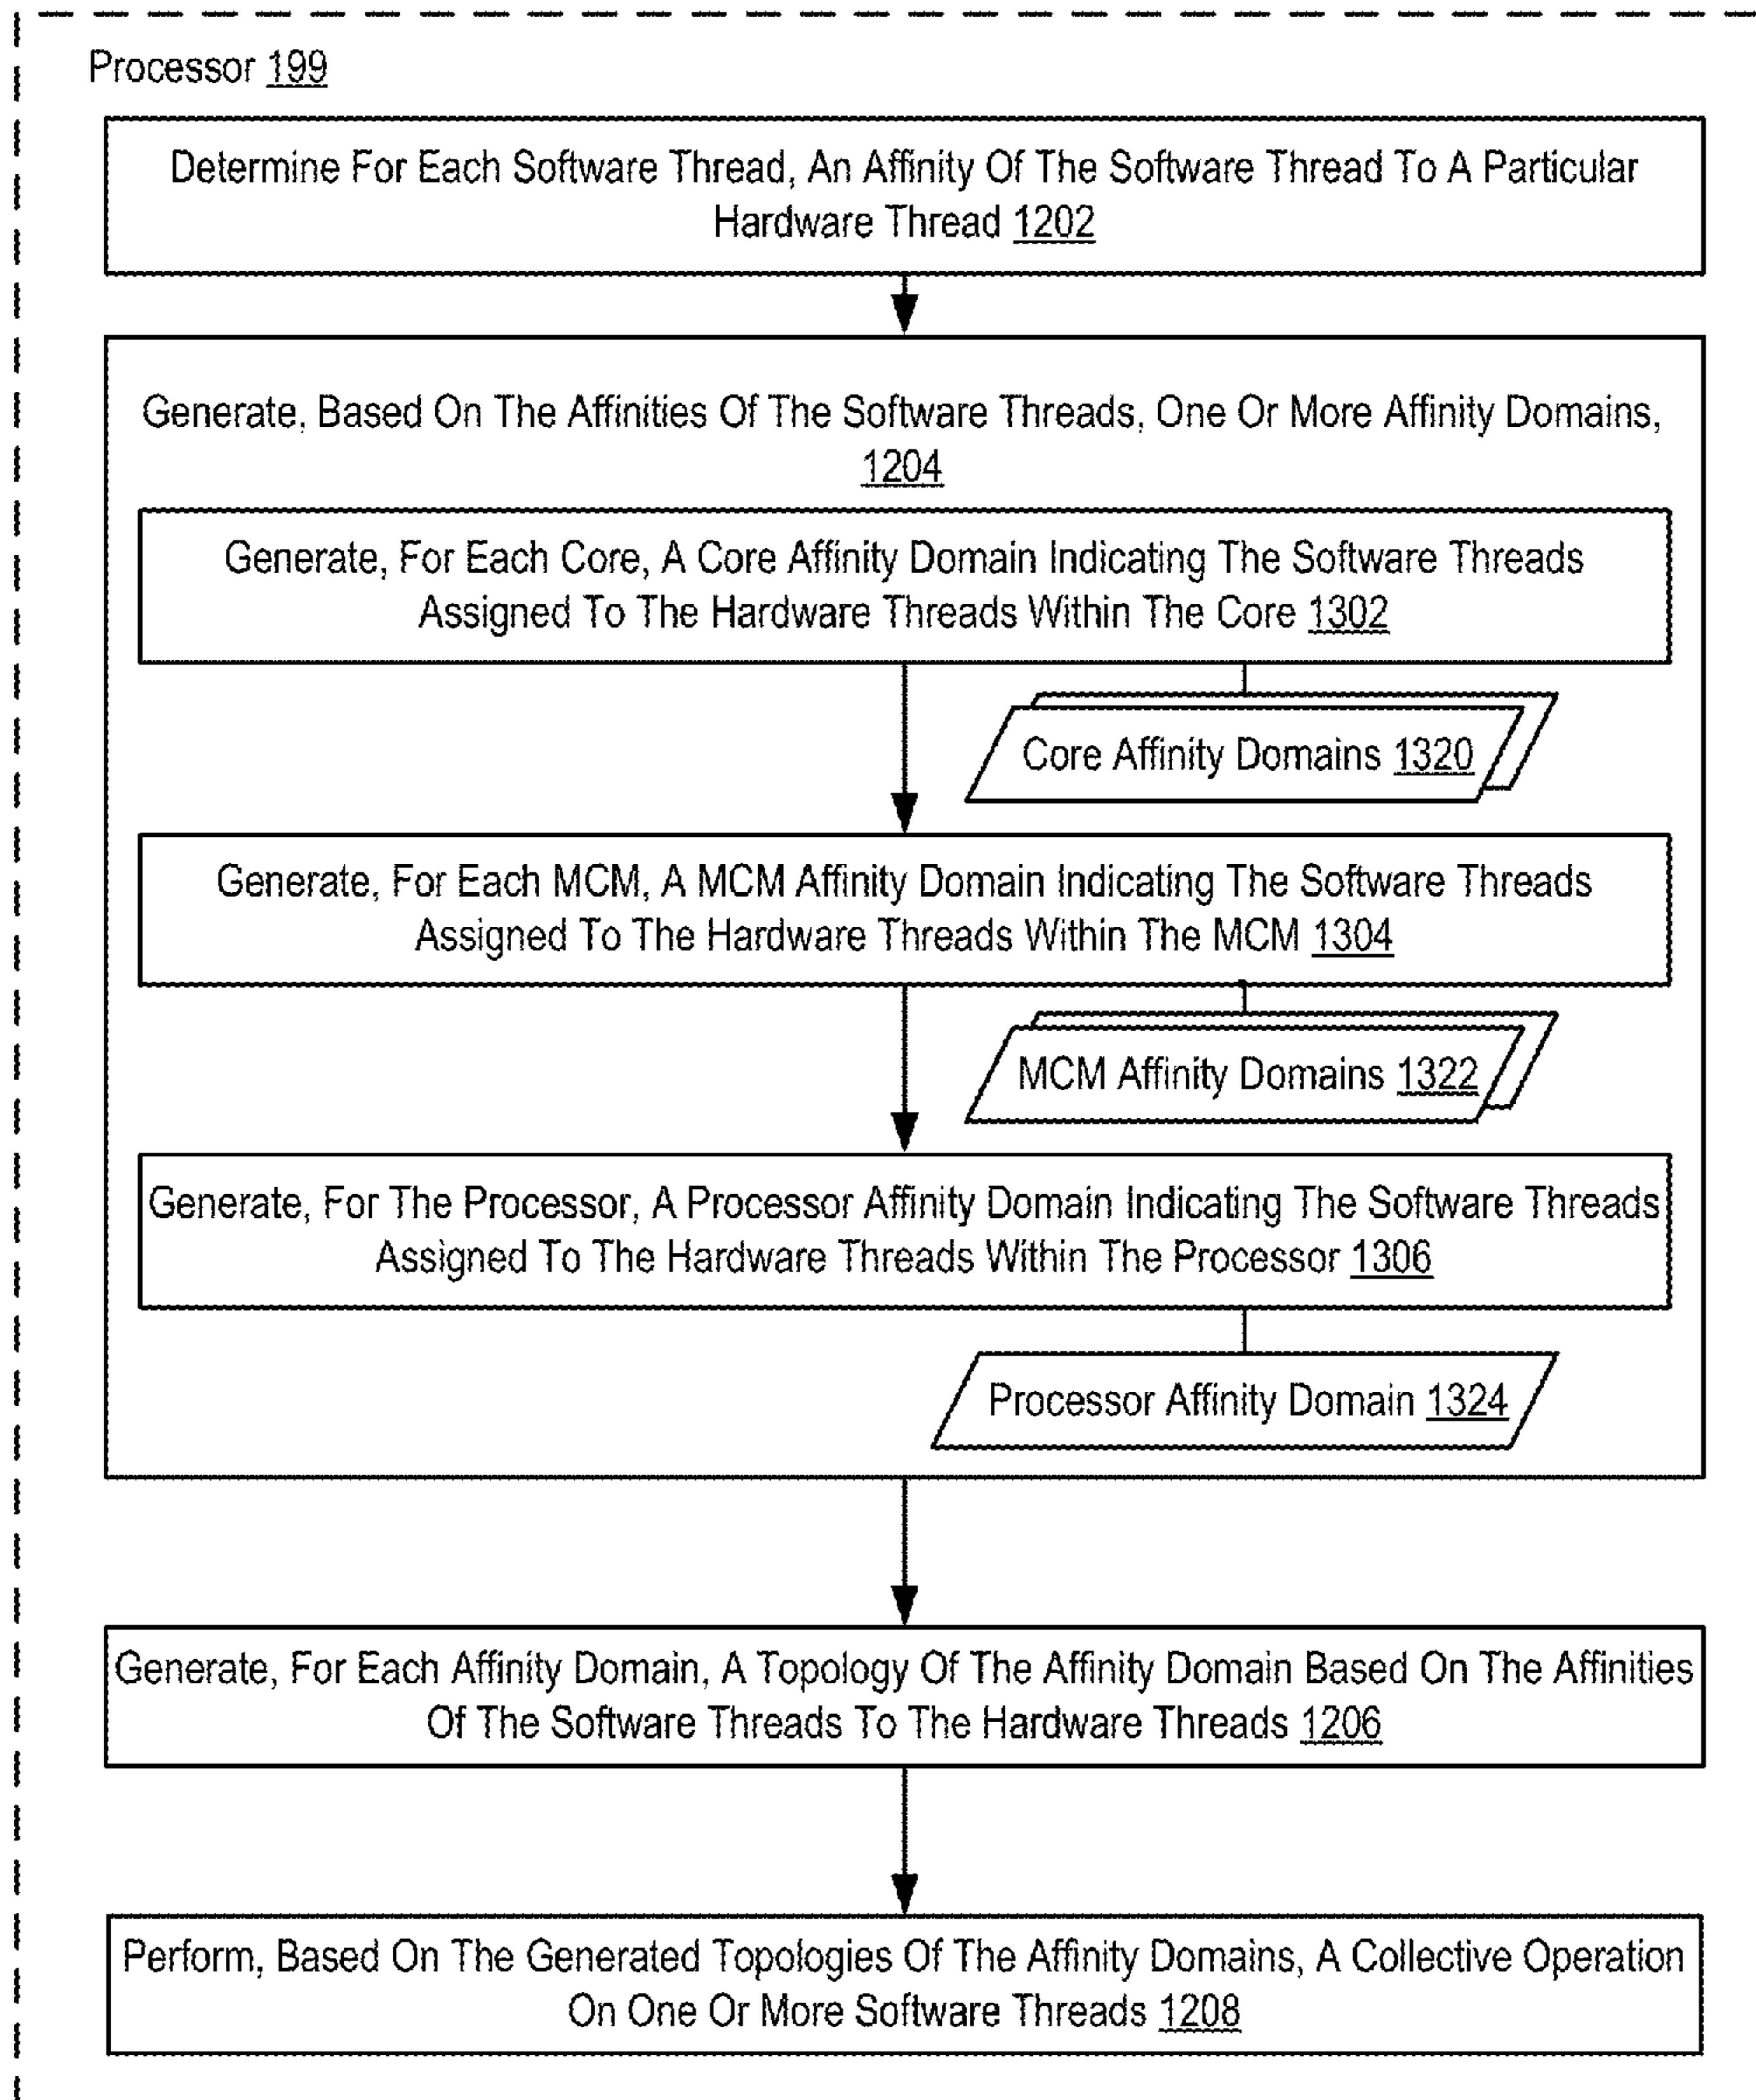 Processor 199
Determine For Each Software Thread, An Affinity Of The Software Thread To A Particular
Hardware Thread 1202
Generate, Based On The Affinities Of The Software Threads, One Or More Affinity Domains,
1204
Generate, For Each Core, A Core Affinity Domain Indicating The Software Threads
Assigned To The Hardware Threads Within The Core 1302
Core Affinity Domains 1320
Generate, For Each MCM, A MCM Affinity Domain Indicating The Software Threads
Assigned To The Hardware Threads Within The MCM 1304
MCM Affinity Domains 1322
Generate, For The Processor, A Processor Affinity Domain Indicating The Software Threads
Assigned To The Hardware Threads Within The Processor 1306
Processor Affinity Domain 1324
Generate, For Each Affinity Domain, A Topology Of The Affinity Domain Based On The Affinities
Of The Software Threads To The Hardware Threads 1206
Perform, Based On The Generated Topologies Of The Affinity Domains, A Collective Operation
On One Or More Software Threads 1208